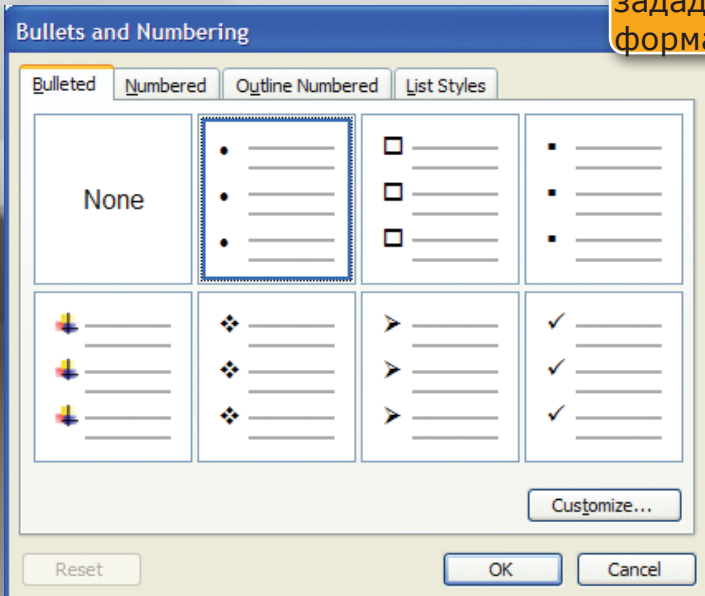 Bullets and Numbering
Bulleted
Numbered
Outline Numbered
List Styles
None
Customize...
Reset
OK
Cancel